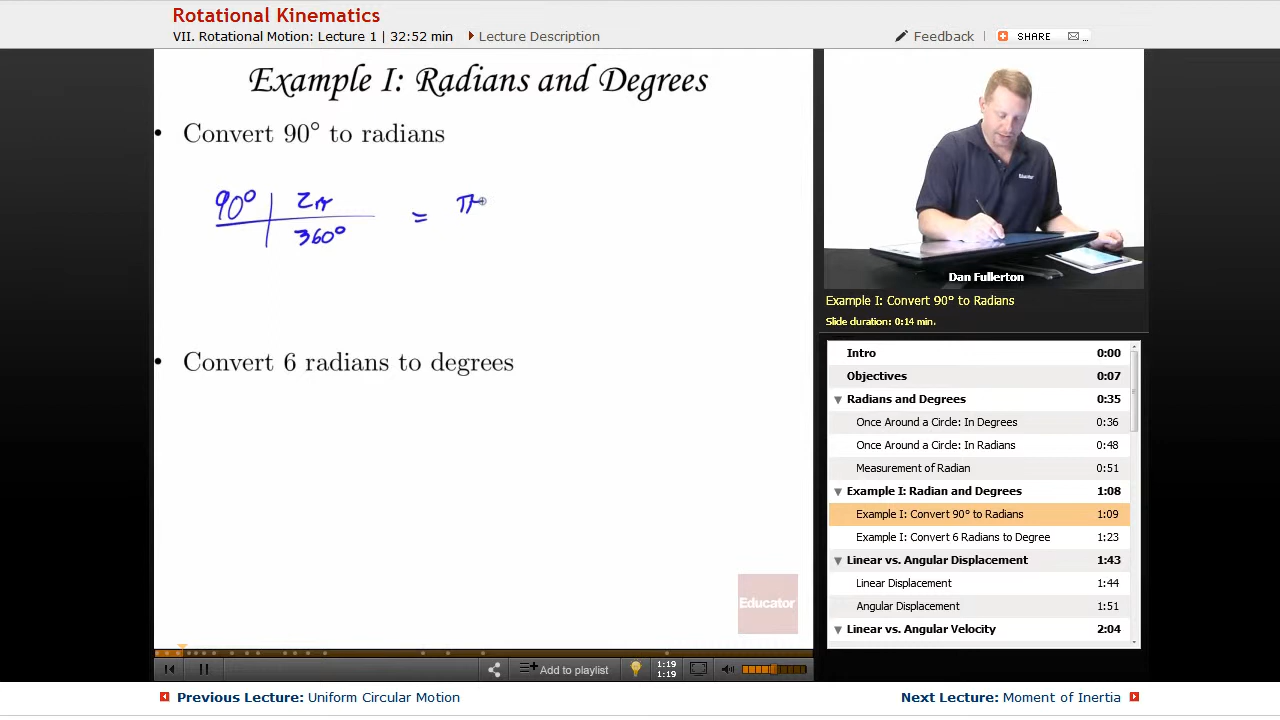 Rotational Kinematics
VII. Rotational Motion: Lecture 1 | 32:52 min
Lecture Description
Feedback
SHARE
Example I: Radians and Degrees
• Convert 90° to radians
90° | 2π
360°
= π
• Convert 6 radians to degrees
Educator
Educator
Dan Fullerton
Example I: Convert 90° to Radians
Slide duration: 0:14 min.
Intro 0:00
Objectives 0:07
Radians and Degrees 0:35
Once Around a Circle: In Degrees 0:36
Once Around a Circle: In Radians 0:48
Measurement of Radian 0:51
Example I: Radian and Degrees 1:08
Example I: Convert 90° to Radians 1:09
Example I: Convert 6 Radians to Degree 1:23
Linear vs. Angular Displacement 1:43
Linear Displacement 1:44
Angular Displacement 1:51
Linear vs. Angular Velocity 2:04
Add to playlist
1:19
1:19
Previous Lecture: Uniform Circular Motion
Next Lecture: Moment of Inertia